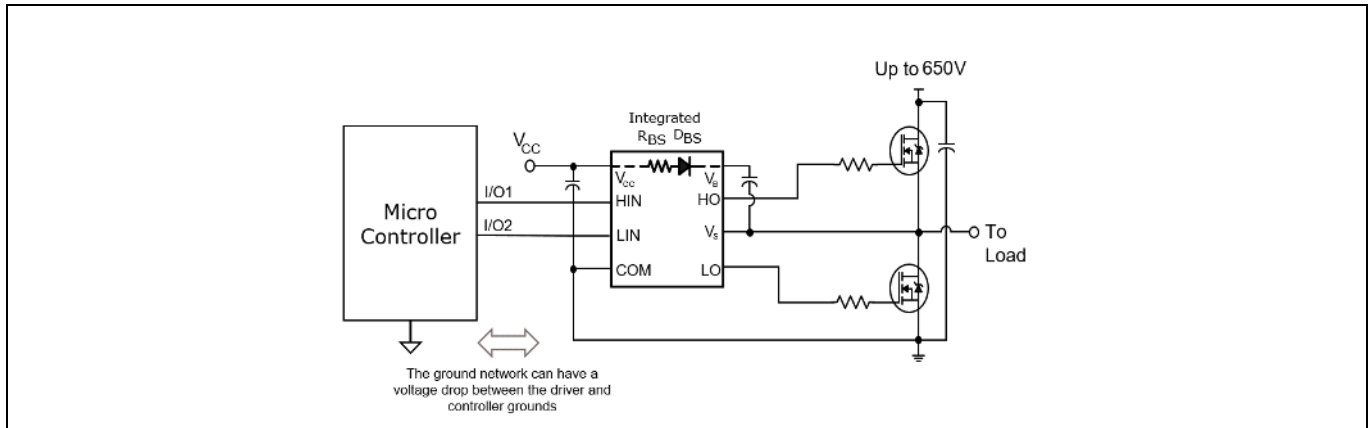 Up to 650V
Integrated
RBS DBS
VCC
Vcc
VB
I/O1
HIN
HO
Micro
Controller
I/O2
LIN
Vs
To
Load
COM
LO
The ground network can have a
voltage drop between the driver and
controller grounds